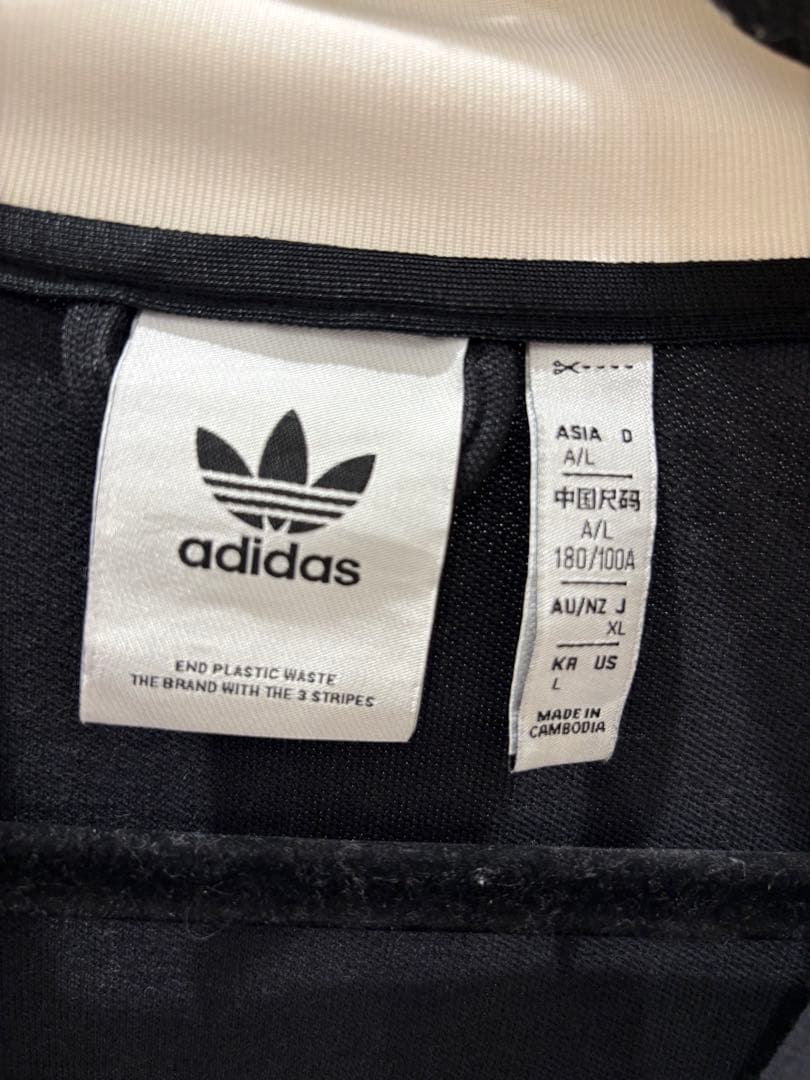 adidas
END PLASTIC WASTE
THE BRAND WITH THE 3 STRIPES
ASIA D
A/L
中国尺码
A/L
180/100A
AU/NZ J
XL
KR US
L
MADE IN
CAMBODIA